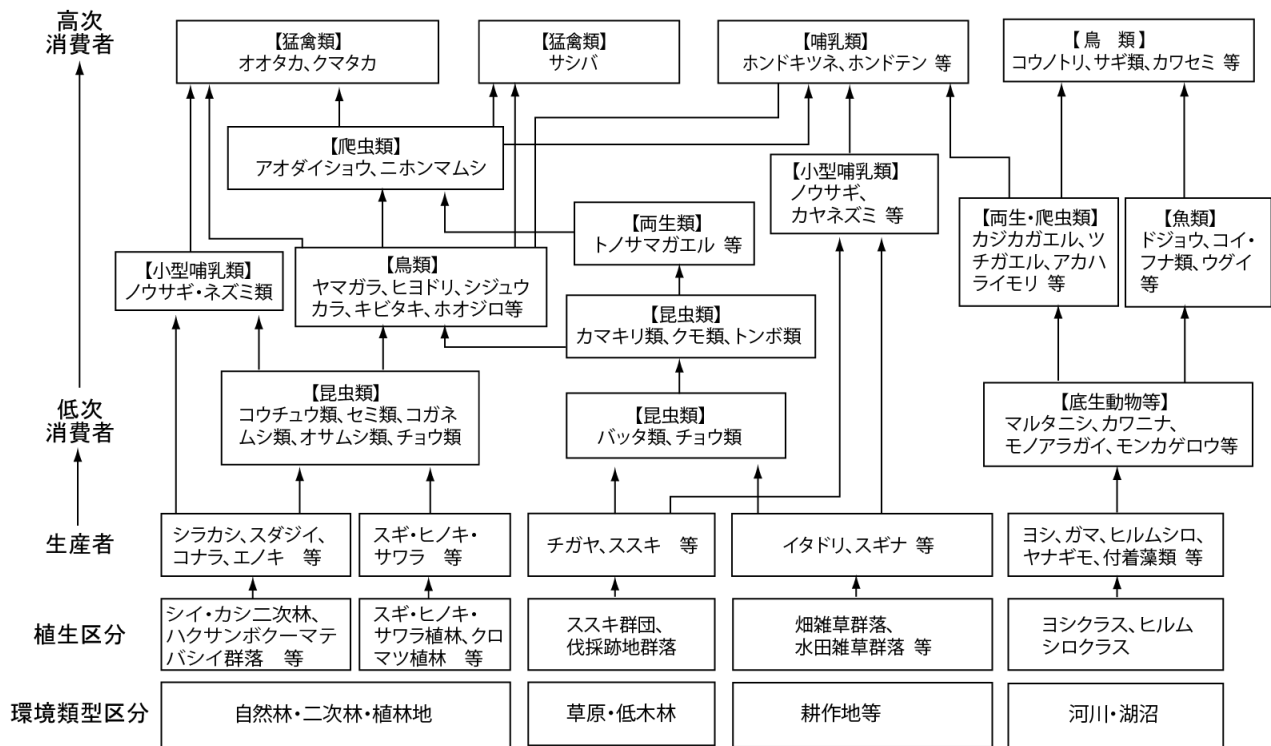 高次
消費者
【猛禽類】
オオタカ、クマタカ
【猛禽類】
サシバ
【哺乳類】
ホンドキツネ、ホンドテン 等
【鳥 類】
コウノトリ、サギ類、カワセミ 等
【爬虫類】
アオダイショウ、ニホンマムシ
【小型哺乳類】
ノウサギ、
カヤネズミ 等
【両生類】
トノサマガエル 等
【両生・爬虫類】
カジカガエル、ツ
チガエル、アカハ
ライモリ 等
【魚類】
ドジョウ、コイ・
フナ類、ウグイ
等
【小型哺乳類】
ノウサギ・ネズミ類
【鳥類】
ヤマガラ、ヒヨドリ、シジュウ
カラ、キビタキ、ホオジロ等
【昆虫類】
カマキリ類、クモ類、トンボ類
低次
消費者
【昆虫類】
コウチュウ類、セミ類、コガネ
ムシ類、オサムシ類、チョウ類
【昆虫類】
バッタ類、チョウ類
【底生動物等】
マルタニシ、カワニナ、
モノアラガイ、モンカゲロウ等
生産者
シラカシ、スダジイ、
コナラ、エノキ 等
スギ・ヒノキ・
サワラ 等
チガヤ、ススキ 等
イタドリ、スギナ 等
ヨシ、ガマ、ヒルムシロ、
ヤナギモ、付着藻類 等
植生区分
シイ・カシ二次林、
ハクサンボクーマテ
バシイ群落 等
スギ・ヒノキ・
サワラ植林、クロ
マツ植林 等
ススキ群団、
伐採跡地群落
畑雑草群落、
水田雑草群落 等
ヨシクラス、ヒルム
シロクラス
環境類型区分
自然林・二次林・植林地
草原・低木林
耕作地等
河川・湖沼